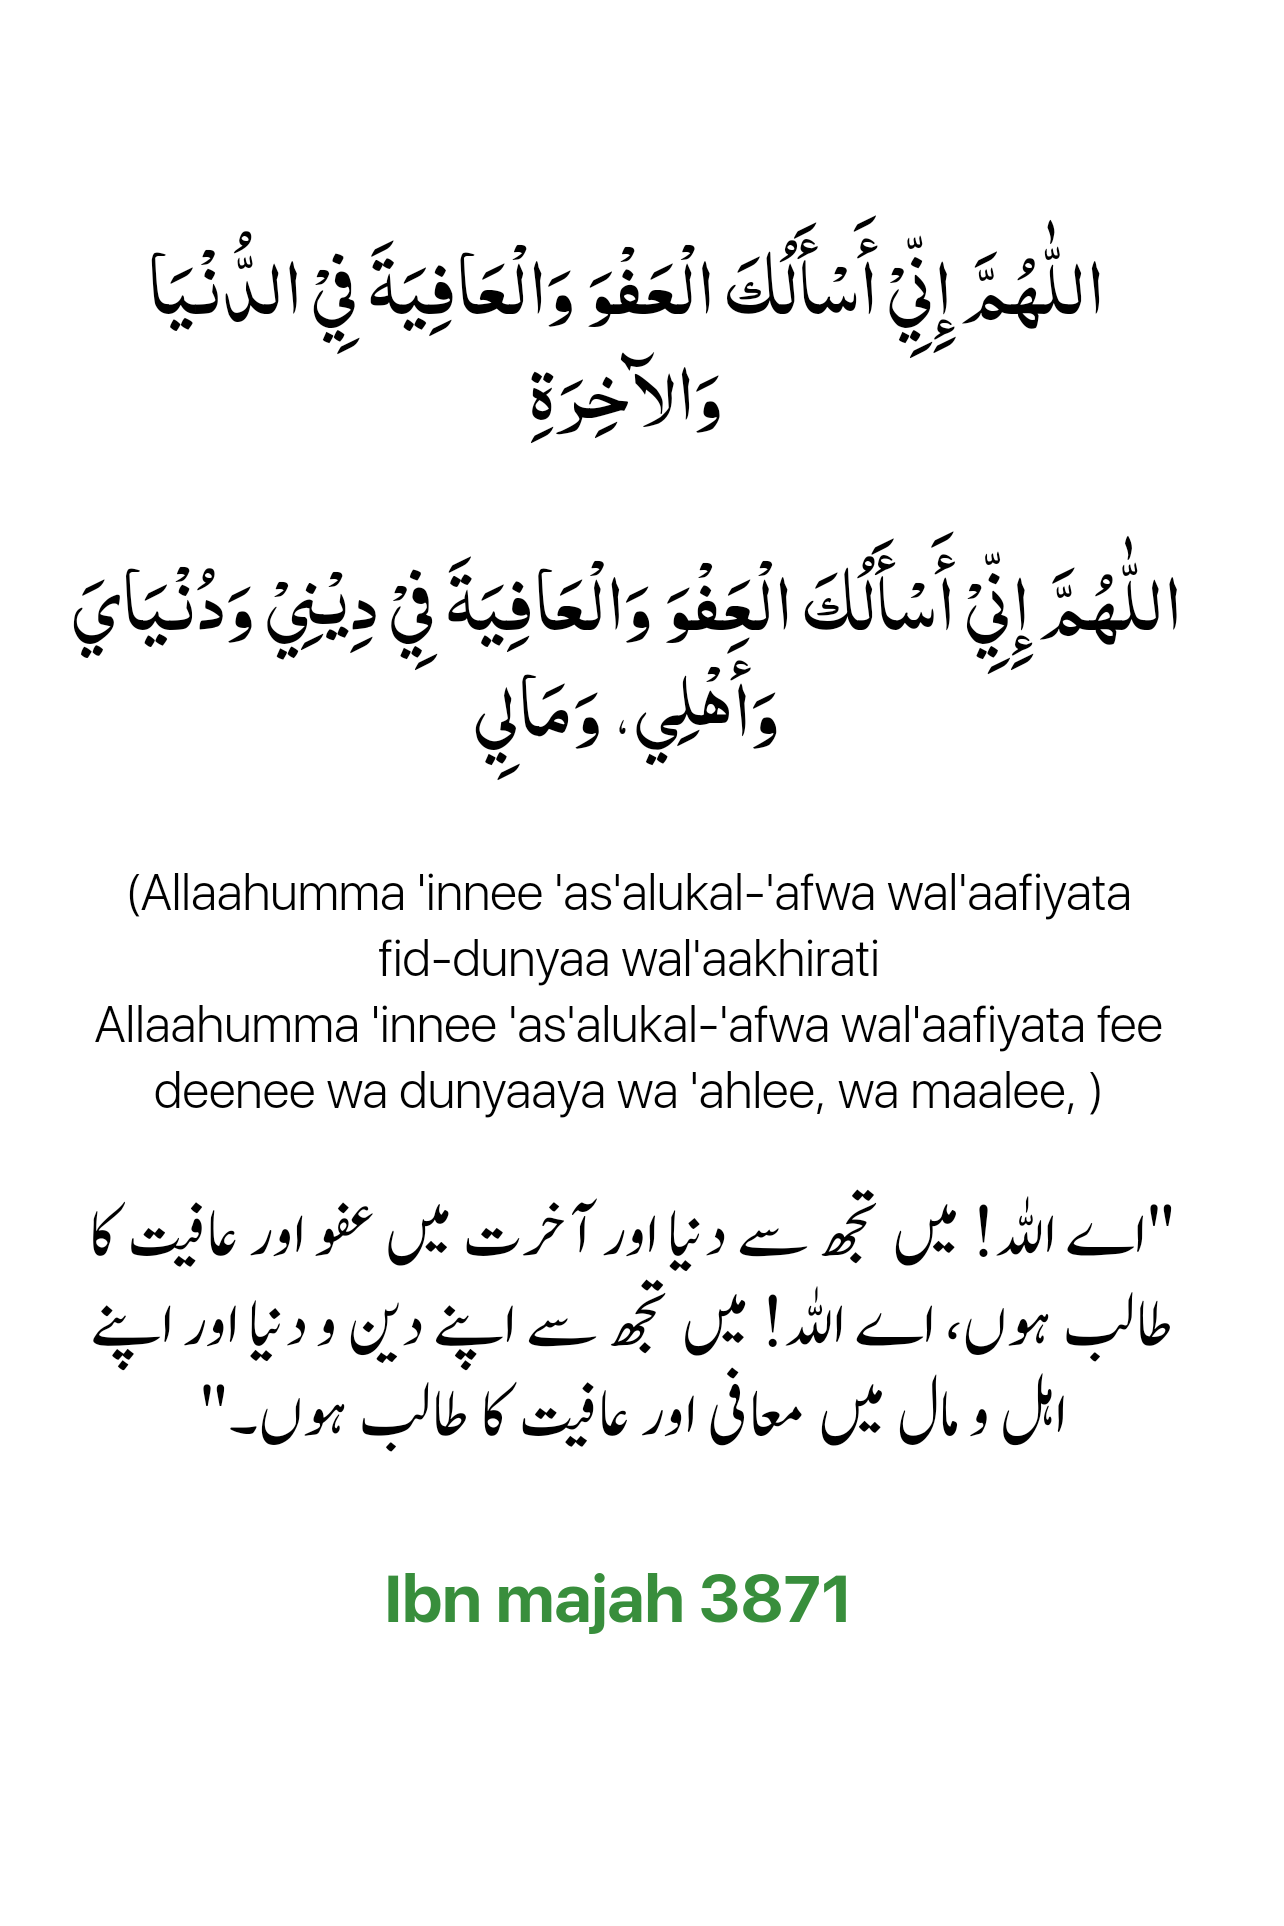 اللّٰهُمَّ إِنِّيْ أَسْأَلُكَ الْعَفْوَ وَالْعَافِيَةَ فِيْ الدُّنْيَا
وَالآخِرَةِ
اللّٰهُمَّ إِنِّيْ أَسْأَلُكَ الْعَِفْوَ وَالْعَافِيَةَ فِيْ دِيْنِيْ وَدُنْيَايَ
وَأَهْلِي، وَمَالِي
(Allaahumma 'innee 'as'alukal-'afwa wal'aafiyata
fid-dunyaa wal'aakhirati
Allaahumma 'innee 'as'alukal-'afwa wal'aafiyata fee
deenee wa dunyaaya wa 'ahlee, wa maalee, )
"اے اللہ! میں تجھ سے دنیا اور آخرت میں عفو اور عافیت کا
طالب ہوں، اے اللہ! میں تجھ سے اپنے دین و دنیا اور اپنے
اہل و مال میں معافی اور عافیت کا طالب ہوں۔"
Ibn majah 3871